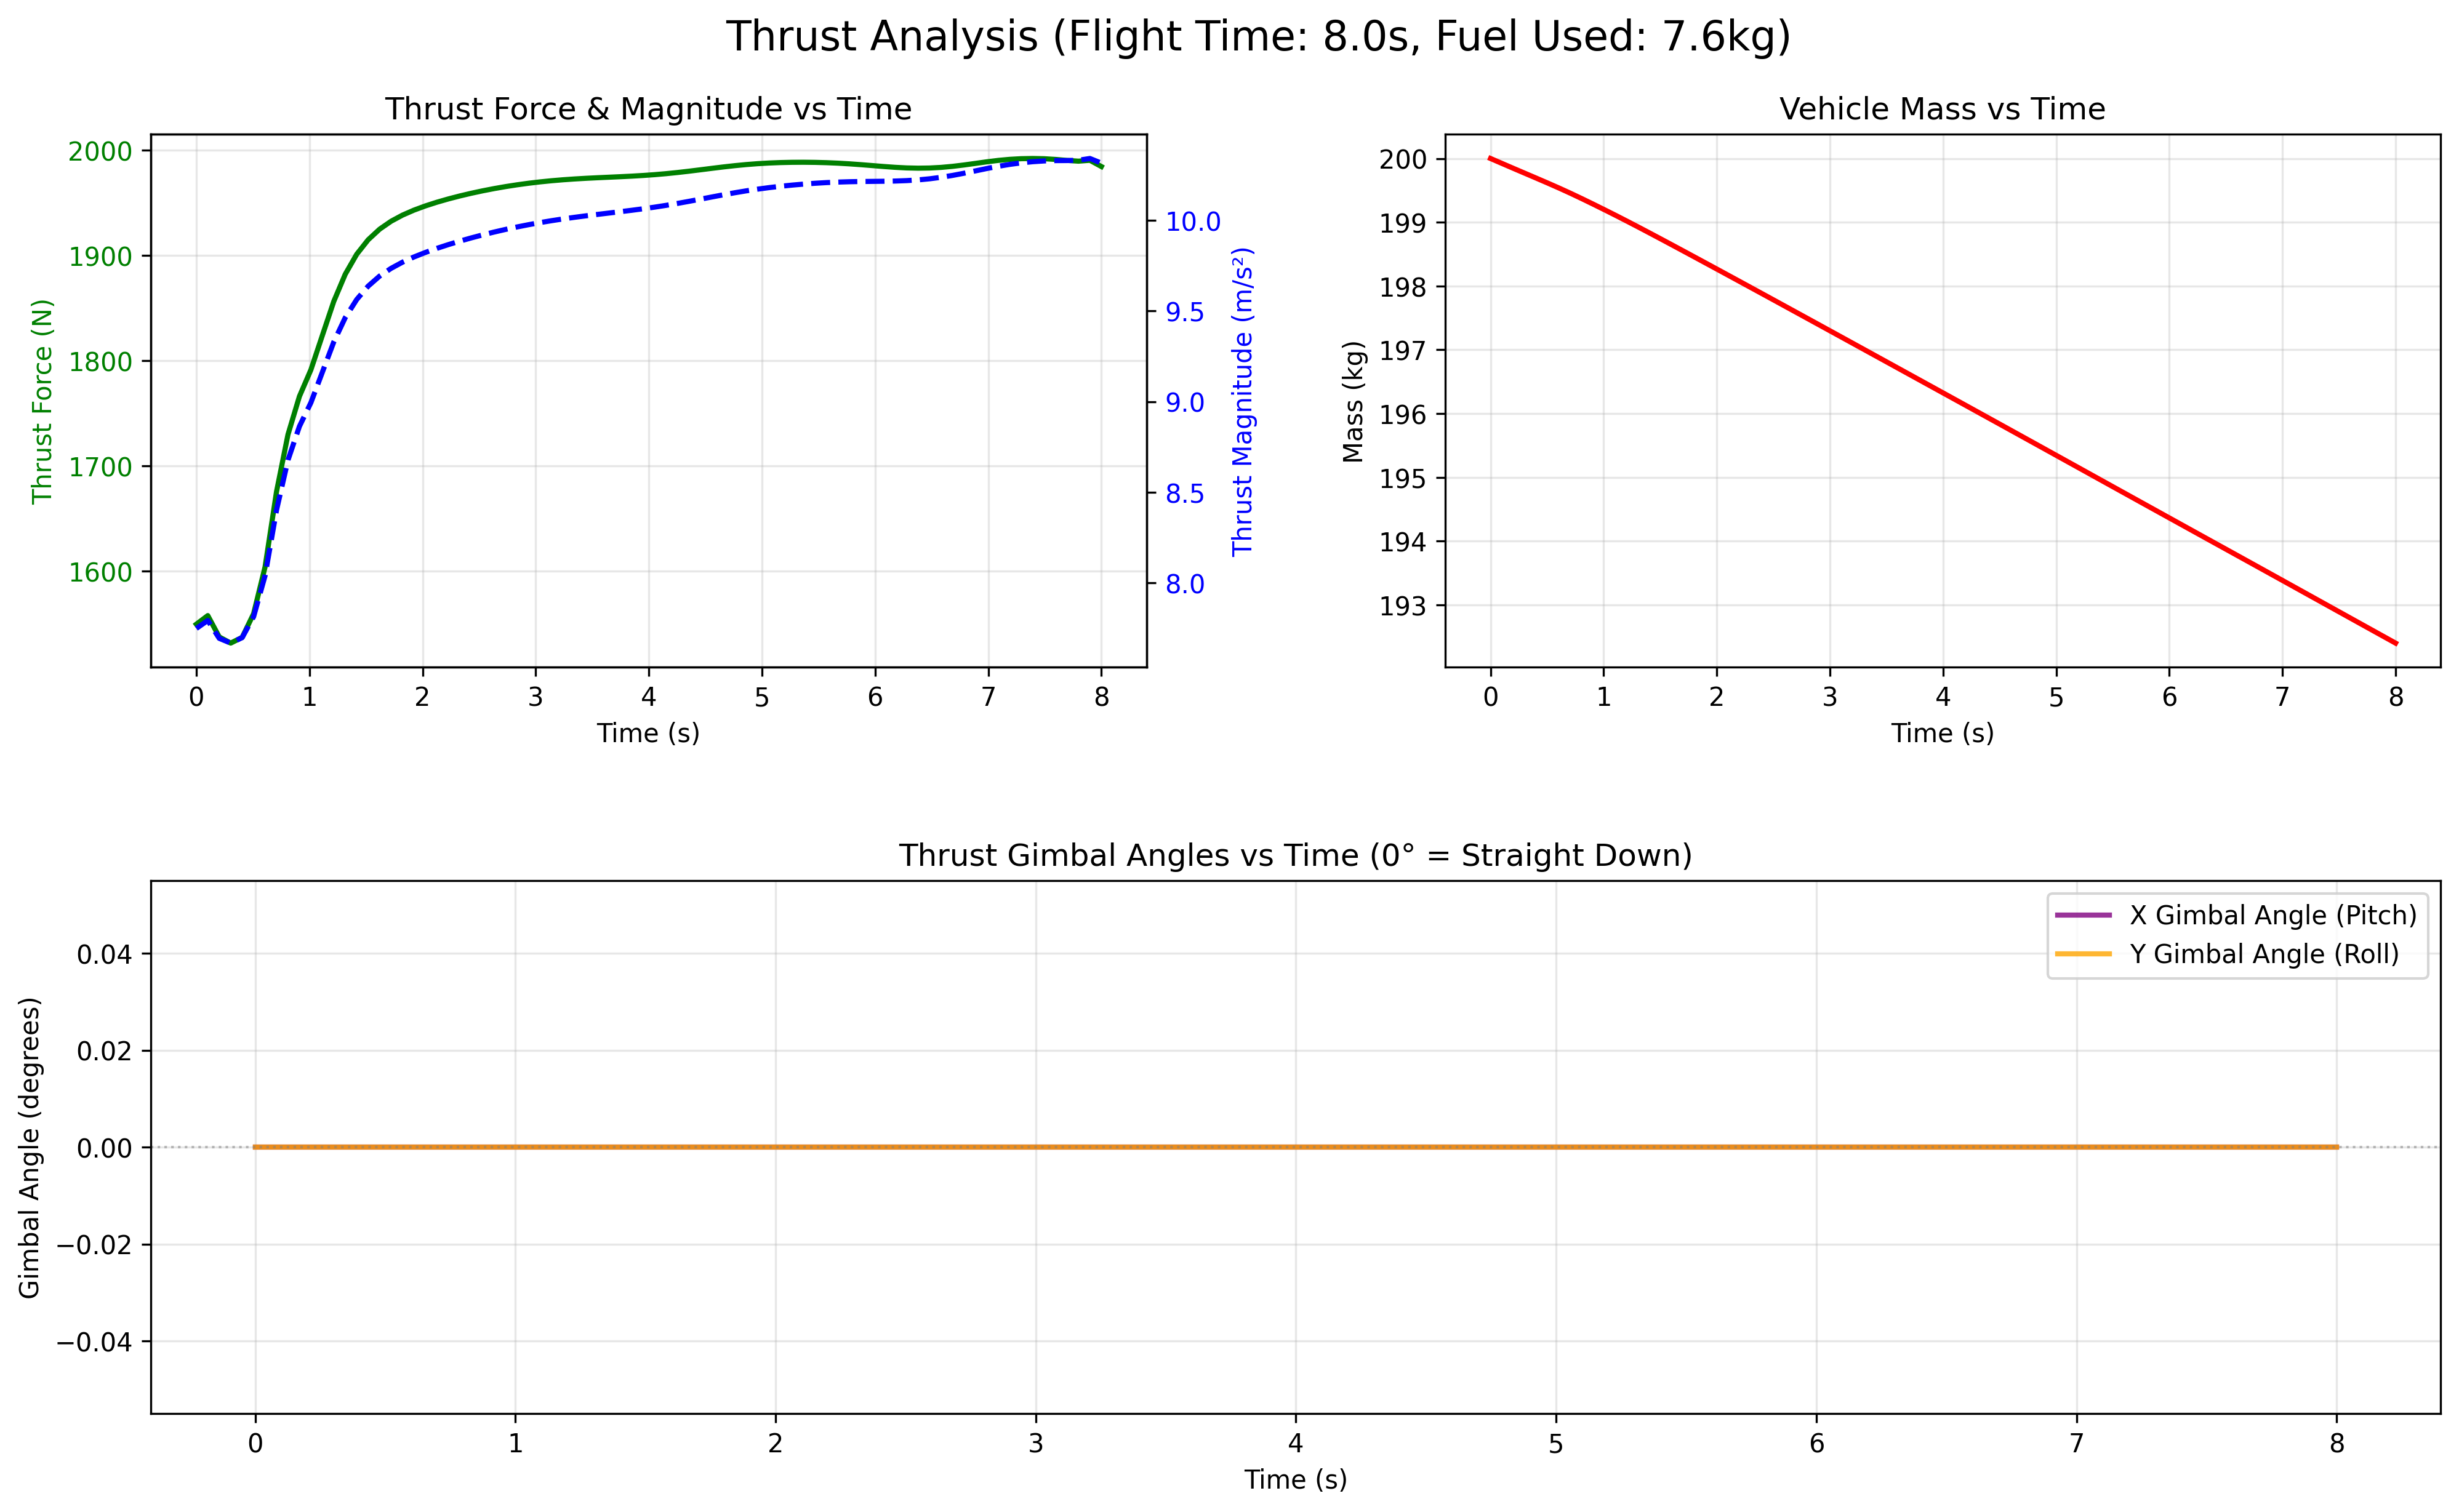 Thrust Analysis (Flight Time: 8.0s, Fuel Used: 7.6kg)
Thrust Force & Magnitude vs Time
Thrust Force (N)
2000
1900
1800
1700
1600
10.0
9.5
9.0
8.5
8.0
Thrust Magnitude (m/s²)
0 1 2 3 4 5 6 7 8
Time (s)
Vehicle Mass vs Time
Mass (kg)
200
199
198
197
196
195
194
193
0 1 2 3 4 5 6 7 8
Time (s)
Thrust Gimbal Angles vs Time (0° = Straight Down)
X Gimbal Angle (Pitch)
Y Gimbal Angle (Roll)
Gimbal Angle (degrees)
0.04
0.02
0.00
−0.02
−0.04
0 1 2 3 4 5 6 7 8
Time (s)